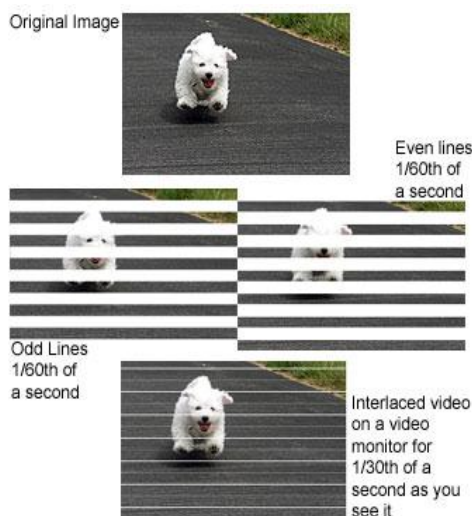 Original Image
Even lines
1/60th of
a second
Odd Lines
1/60th of
a second
Interlaced video
on a video
monitor for
1/30th of a
second as you
see it